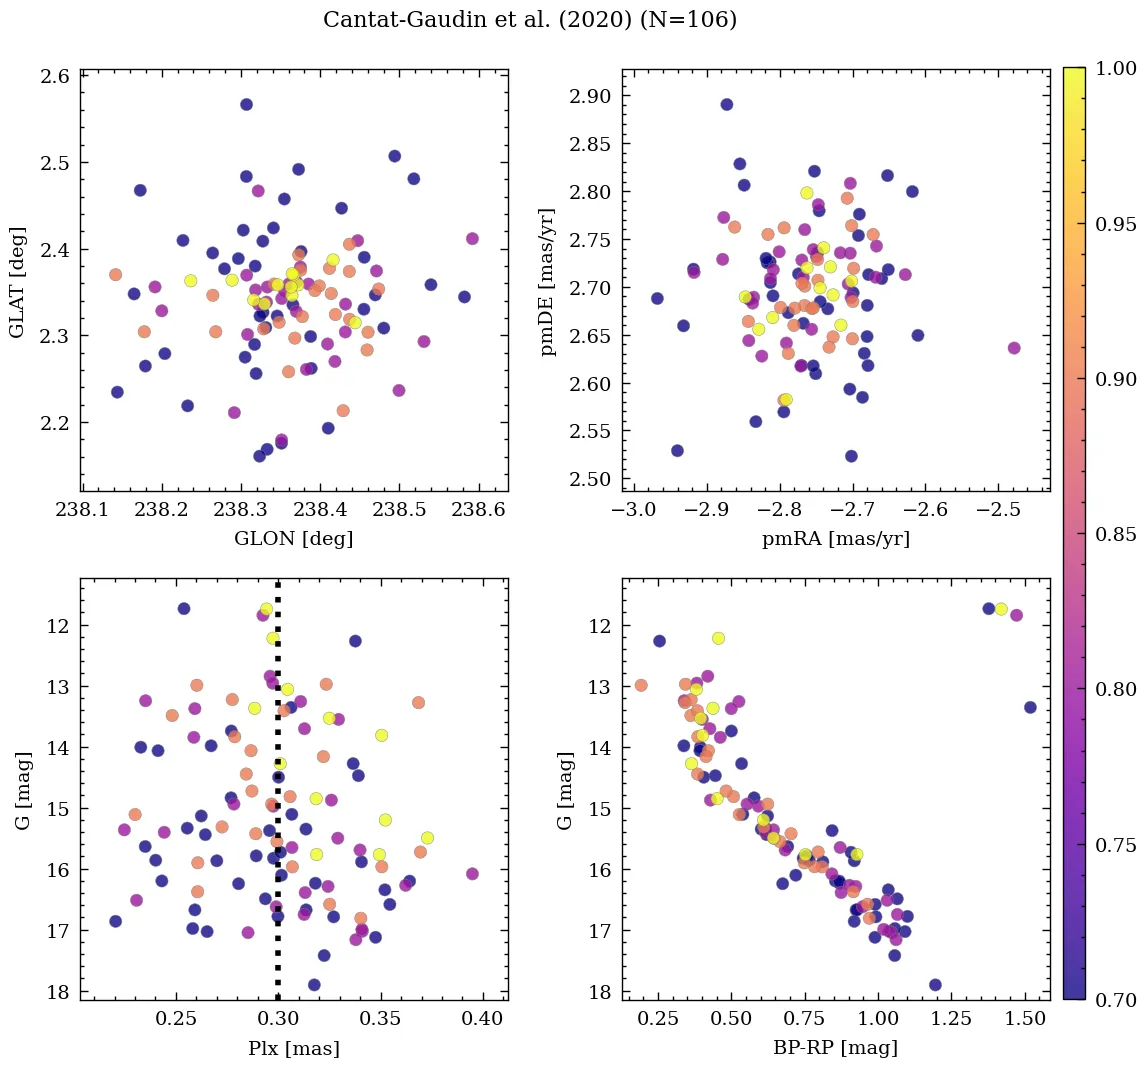 Cantat-Gaudin et al. (2020) (N=106)
2.6
2.5
2.4
2.3
2.2
GLAT [deg]
238.1 238.2 238.3 238.4 238.5 238.6
GLON [deg]
2.90
2.85
2.80
2.75
2.70
2.65
2.60
2.55
2.50
pmDE [mas/yr]
−3.0 −2.9 −2.8 −2.7 −2.6 −2.5
pmRA [mas/yr]
12
13
14
15
16
17
18
G [mag]
0.25 0.30 0.35 0.40
Plx [mas]
12
13
14
15
16
17
18
G [mag]
0.25 0.50 0.75 1.00 1.25 1.50
BP-RP [mag]
1.00
0.95
0.90
0.85
0.80
0.75
0.70